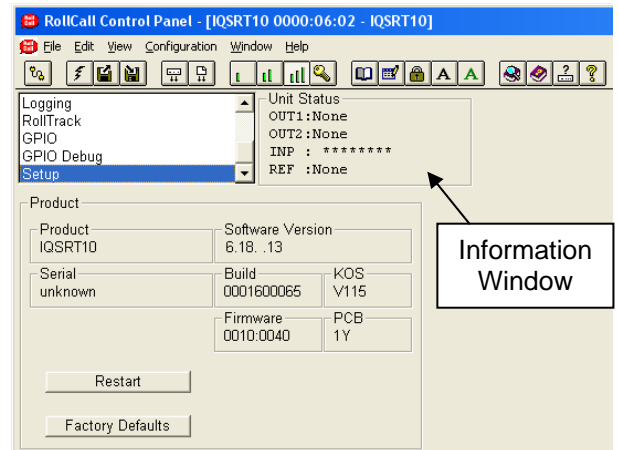 RollCall Control Panel - [IQSRT10 0000:06:02 - IQSRT10]
File Edit View Configuration Window Help
A A
Logging
RollTrack
GPIO
GPIO Debug
Setup
Unit Status
OUT1:None
OUT2:None
INP : ********
REF :None
Information
Window
Product
Product
IQSRT10
Software Version
6.18. .13
Serial
unknown
Build
0001600065
KOS
V115
Firmware
0010:0040
PCB
1Y
Restart
Factory Defaults